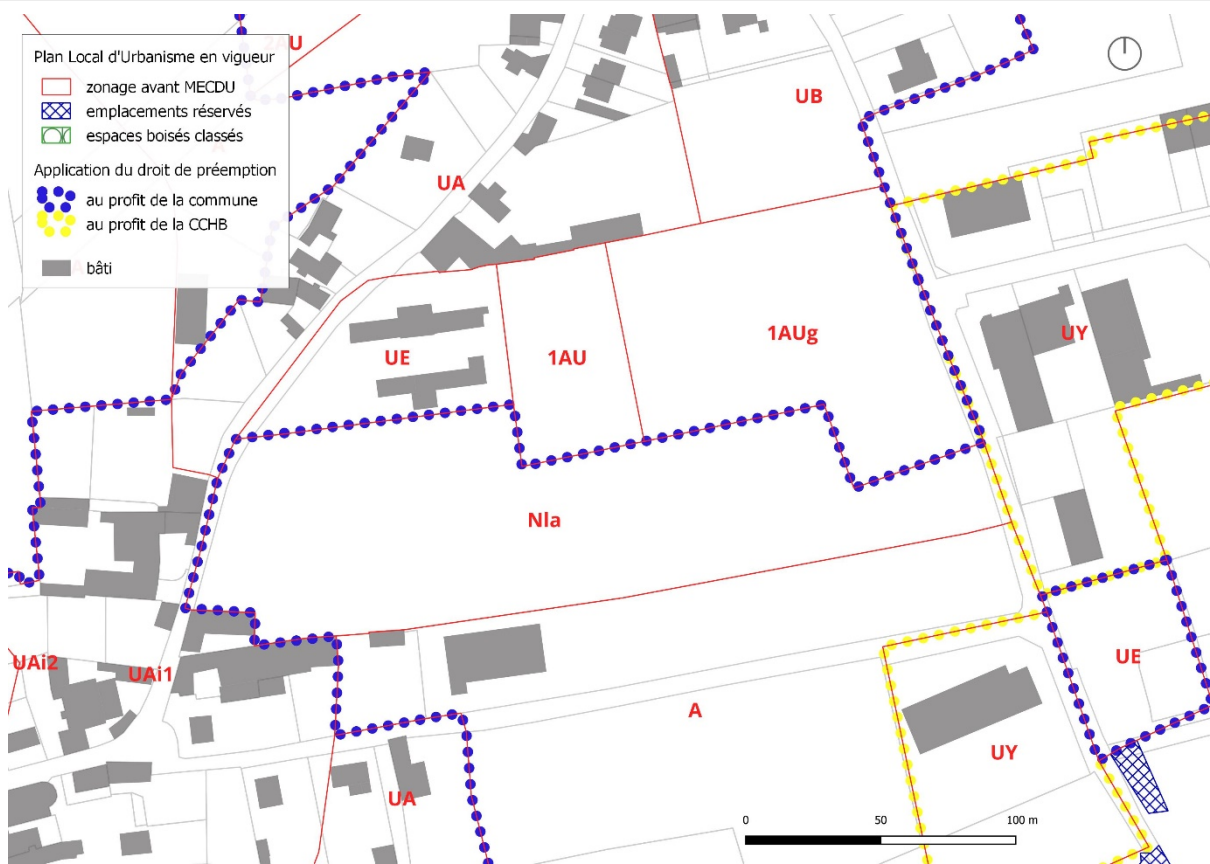 2AU
Plan Local d'Urbanisme en vigueur
zonage avant MECDU
emplacements réservés
espaces boisés classés
Application du droit de préemption
au profit de la commune
au profit de la CCHB
bâti
UB
UA
UE
1AU
1AUg
UY
Nla
UAi2
UAi1
A
UE
UY
UA
0 50 100 m